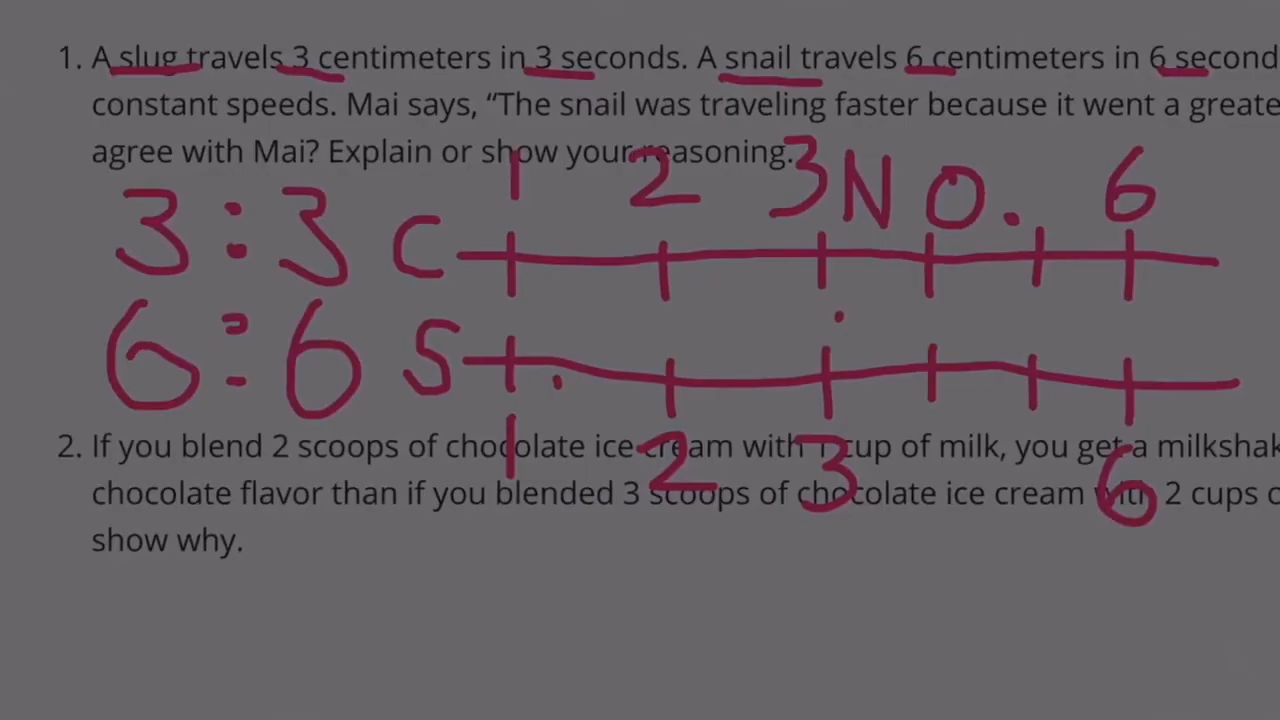 1. A slug travels 3 centimeters in 3 seconds. A snail travels 6 centimeters in 6 second
constant speeds. Mai says, “The snail was traveling faster because it went a greate
agree with Mai? Explain or show your reasoning.
1 2 3 NO. 6
3:3 C
6:6 S
1 2 3 6
2. If you blend 2 scoops of chocolate ice cream with 1 cup of milk, you get a milkshak
chocolate flavor than if you blended 3 scoops of chocolate ice cream with 2 cups o
show why.